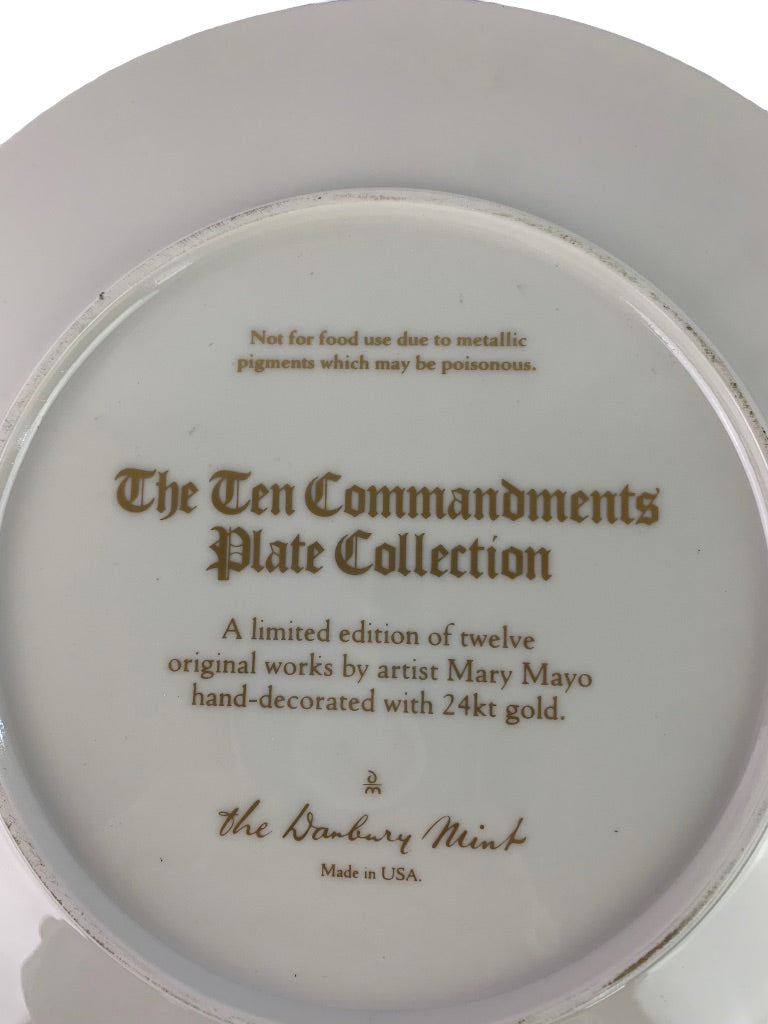 Not for food use due to metallic
pigments which may be poisonous.
The Ten Commandments
Plate Collection
A limited edition of twelve
original works by artist Mary Mayo
hand-decorated with 24kt gold.
dm
the Danbury Mint
Made in USA.